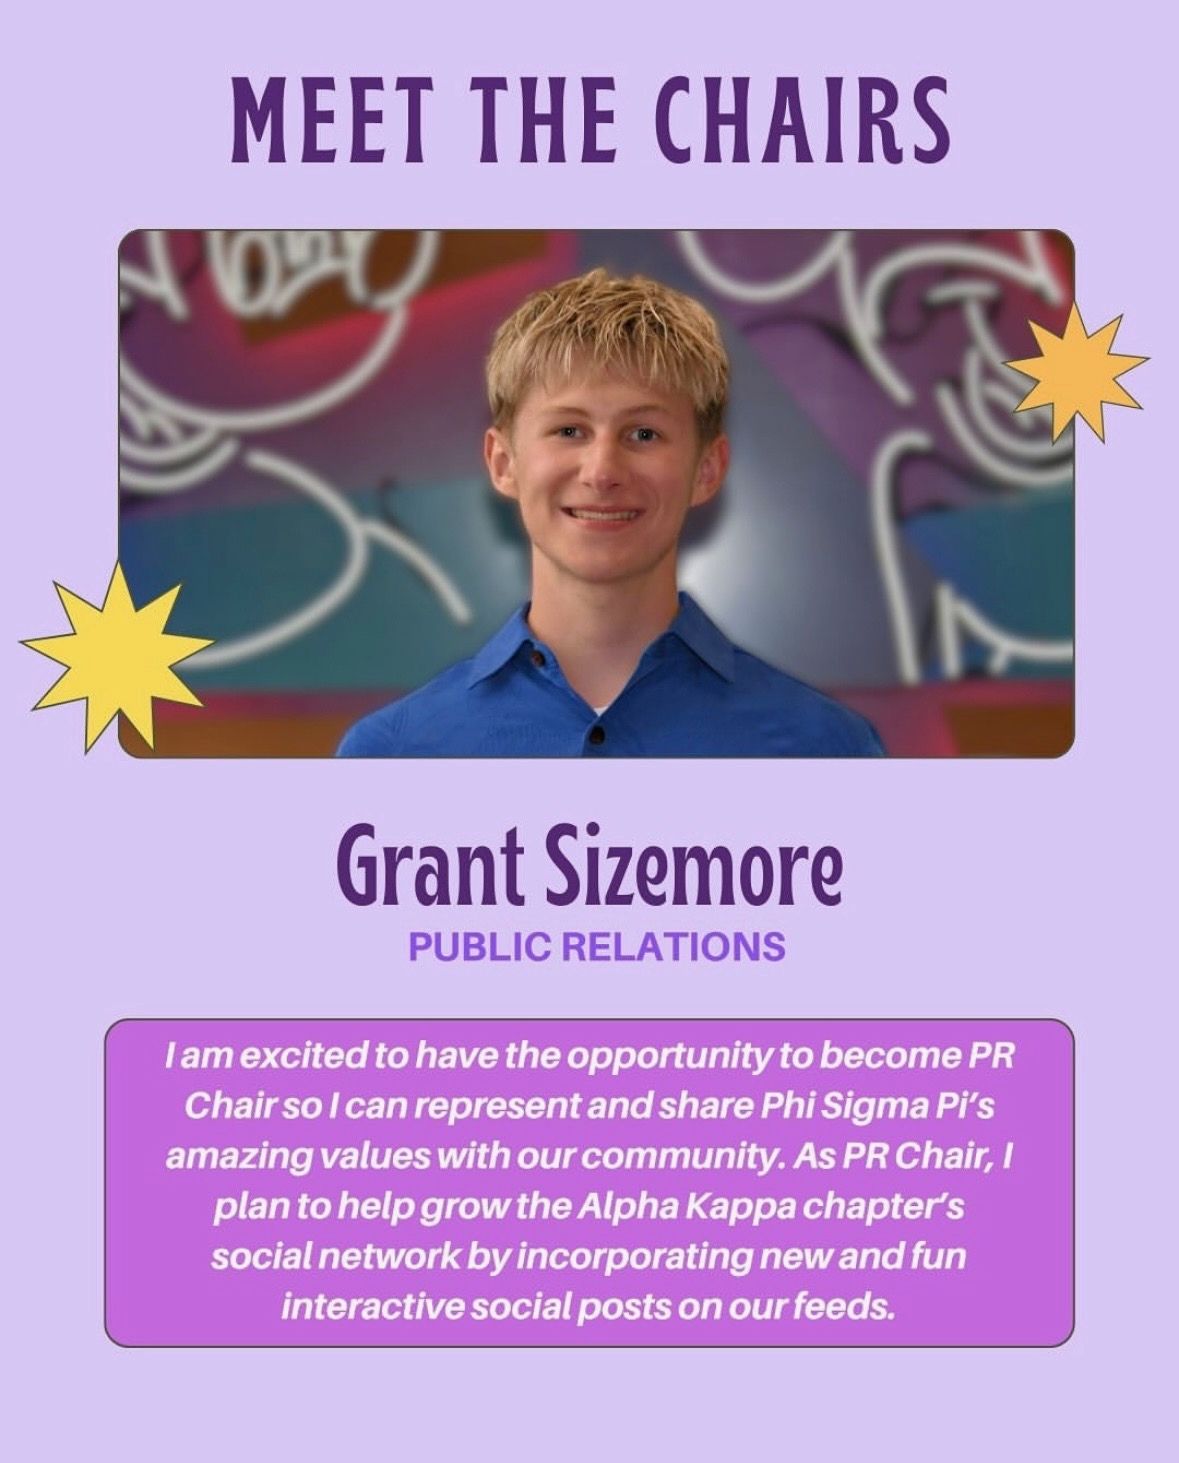 MEET THE CHAIRS
Grant Sizemore
PUBLIC RELATIONS
I am excited to have the opportunity to become PR
Chair so I can represent and share Phi Sigma Pi’s
amazing values with our community. As PR Chair, I
plan to help grow the Alpha Kappa chapter’s
social network by incorporating new and fun
interactive social posts on our feeds.